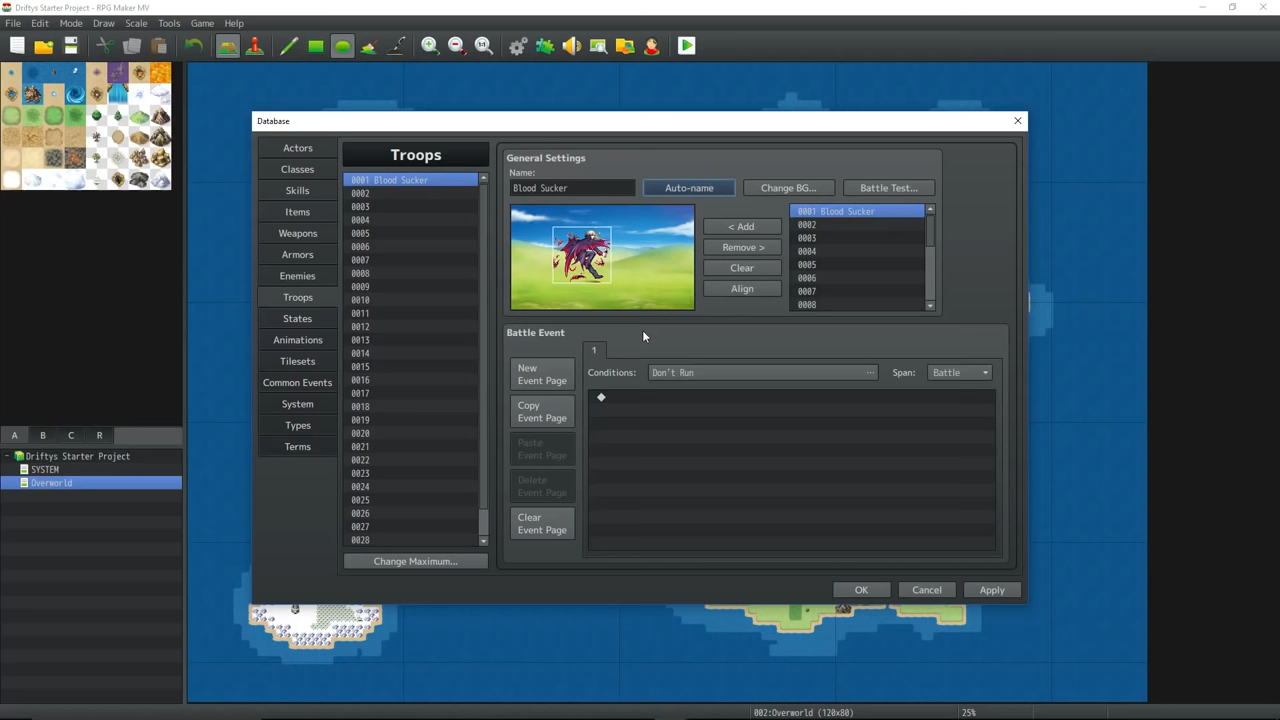 Driftys Starter Project - RPG Maker MV
File Edit Mode Draw Scale Tools Game Help
Database
Actors
Classes
Skills
Items
Weapons
Armors
Enemies
Troops
States
Animations
Tilesets
Common Events
System
Types
Terms
Troops
0001 Blood Sucker
0002
0003
0004
0005
0006
0007
0008
0009
0010
0011
0012
0013
0014
0015
0016
0017
0018
0019
0020
0021
0022
0023
0024
0025
0026
0027
0028
Change Maximum...
General Settings
Name:
Blood Sucker
Auto-name
Change BG...
Battle Test...
< Add
Remove >
Clear
Align
0001 Blood Sucker
0002
0003
0004
0005
0006
0007
0008
Battle Event
1
New
Event Page
Copy
Event Page
Paste
Event Page
Delete
Event Page
Clear
Event Page
Conditions: Don't Run ...
Span: Battle
OK
Cancel
Apply
A B C R
Driftys Starter Project
SYSTEM
Overworld
002:Overworld (120x80)
25%